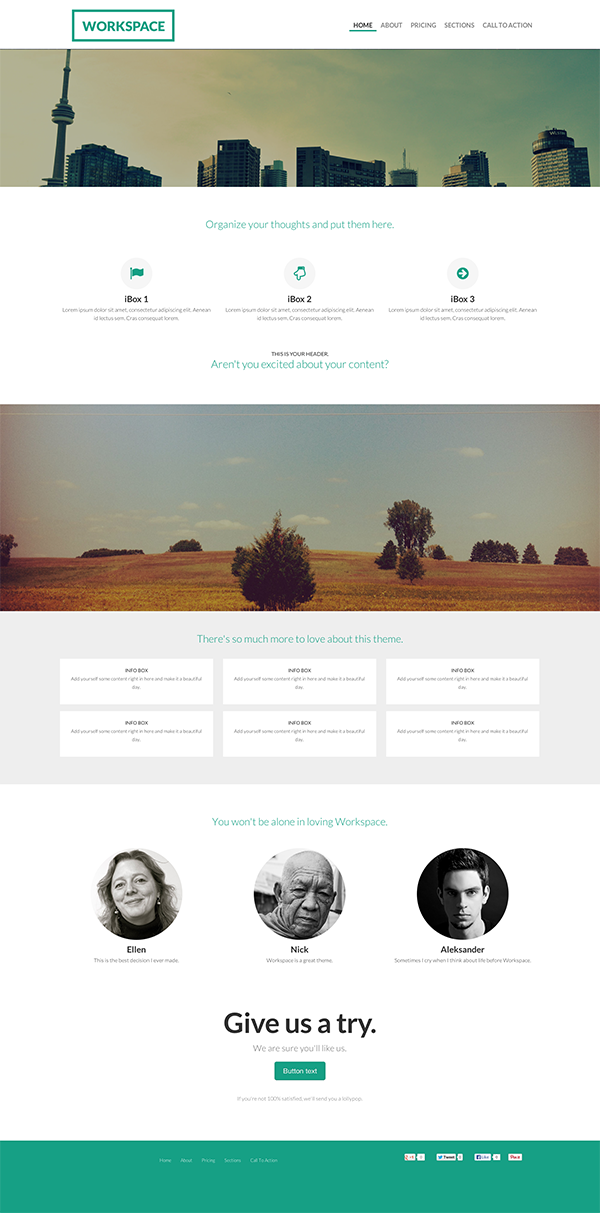 WORKSPACE
HOME ABOUT PRICING SECTIONS CALL TO ACTION
Organize your thoughts and put them here.
iBox 1
Lorem ipsum dolor sit amet, consectetur adipiscing elit. Aenean
id lectus sem. Cras consequat lorem.
iBox 2
Lorem ipsum dolor sit amet, consectetur adipiscing elit. Aenean
id lectus sem. Cras consequat lorem.
iBox 3
Lorem ipsum dolor sit amet, consectetur adipiscing elit. Aenean
id lectus sem. Cras consequat lorem.
THIS IS YOUR HEADER.
Aren't you excited about your content?
There's so much more to love about this theme.
INFO BOX
Add yourself some content right in here and make it a beautiful
day.
INFO BOX
Add yourself some content right in here and make it a beautiful
day.
INFO BOX
Add yourself some content right in here and make it a beautiful
day.
INFO BOX
Add yourself some content right in here and make it a beautiful
day.
INFO BOX
Add yourself some content right in here and make it a beautiful
day.
INFO BOX
Add yourself some content right in here and make it a beautiful
day.
You won't be alone in loving Workspace.
Ellen
This is the best decision I ever made.
Nick
Workspace is a great theme.
Aleksander
Sometimes I cry when I think about life before Workspace.
Give us a try.
We are sure you'll like us.
Button text
If you're not 100% satisfied, we'll send you a lollypop.
Home About Pricing Sections Call To Action
Tweet Like Pin it